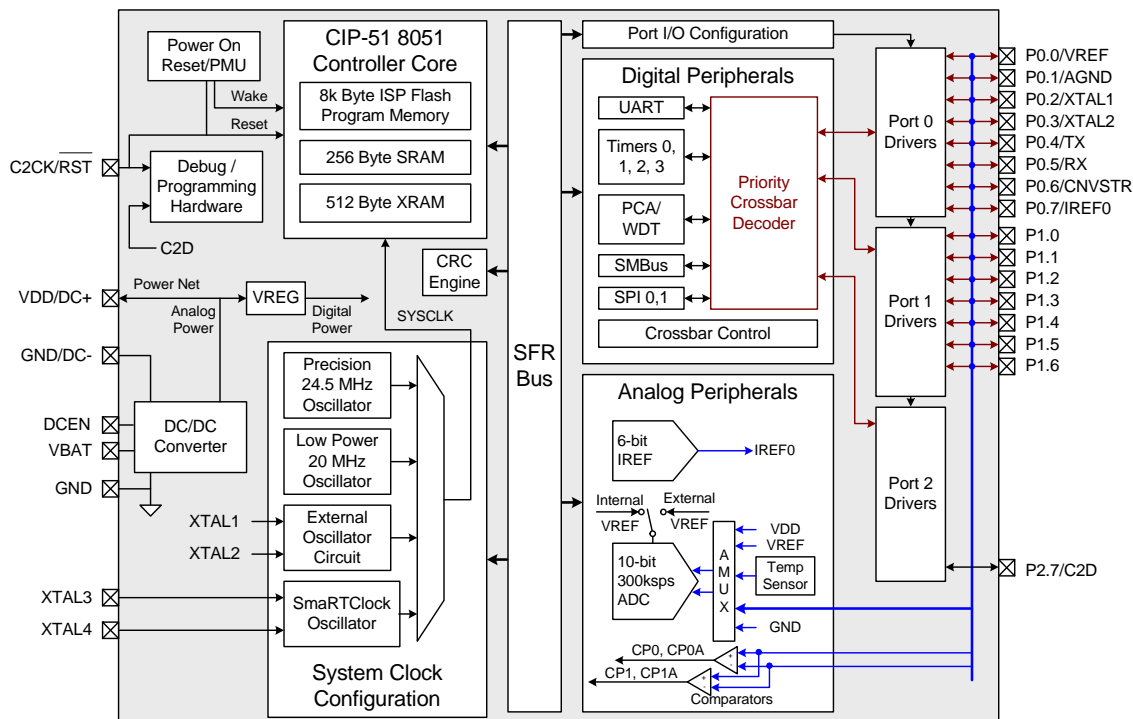 Power On
Reset/PMU
Wake
Reset
C2CK/RST
Debug /
Programming
Hardware
C2D
VDD/DC+
Power Net
Analog
Power
VREG
Digital
Power
GND/DC-
DCEN
VBAT
GND
DC/DC
Converter
XTAL1
XTAL2
XTAL3
XTAL4
CIP-51 8051
Controller Core
8k Byte ISP Flash
Program Memory
256 Byte SRAM
512 Byte XRAM
CRC
Engine
SYSCLK
Precision
24.5 MHz
Oscillator
Low Power
20 MHz
Oscillator
External
Oscillator
Circuit
SmaRTClock
Oscillator
System Clock
Configuration
SFR
Bus
Port I/O Configuration
Digital Peripherals
UART
Timers 0,
1, 2, 3
PCA/
WDT
SMBus
SPI 0,1
Priority
Crossbar
Decoder
Crossbar Control
Analog Peripherals
6-bit
IREF
IREF0
Internal
VREF
External
VREF
10-bit
300ksps
ADC
A
M
U
X
VDD
VREF
Temp
Sensor
GND
CP0, CP0A
+
-
CP1, CP1A
+
-
Comparators
Port 0
Drivers
Port 1
Drivers
Port 2
Drivers
P0.0/VREF
P0.1/AGND
P0.2/XTAL1
P0.3/XTAL2
P0.4/TX
P0.5/RX
P0.6/CNVSTR
P0.7/IREF0
P1.0
P1.1
P1.2
P1.3
P1.4
P1.5
P1.6
P2.7/C2D